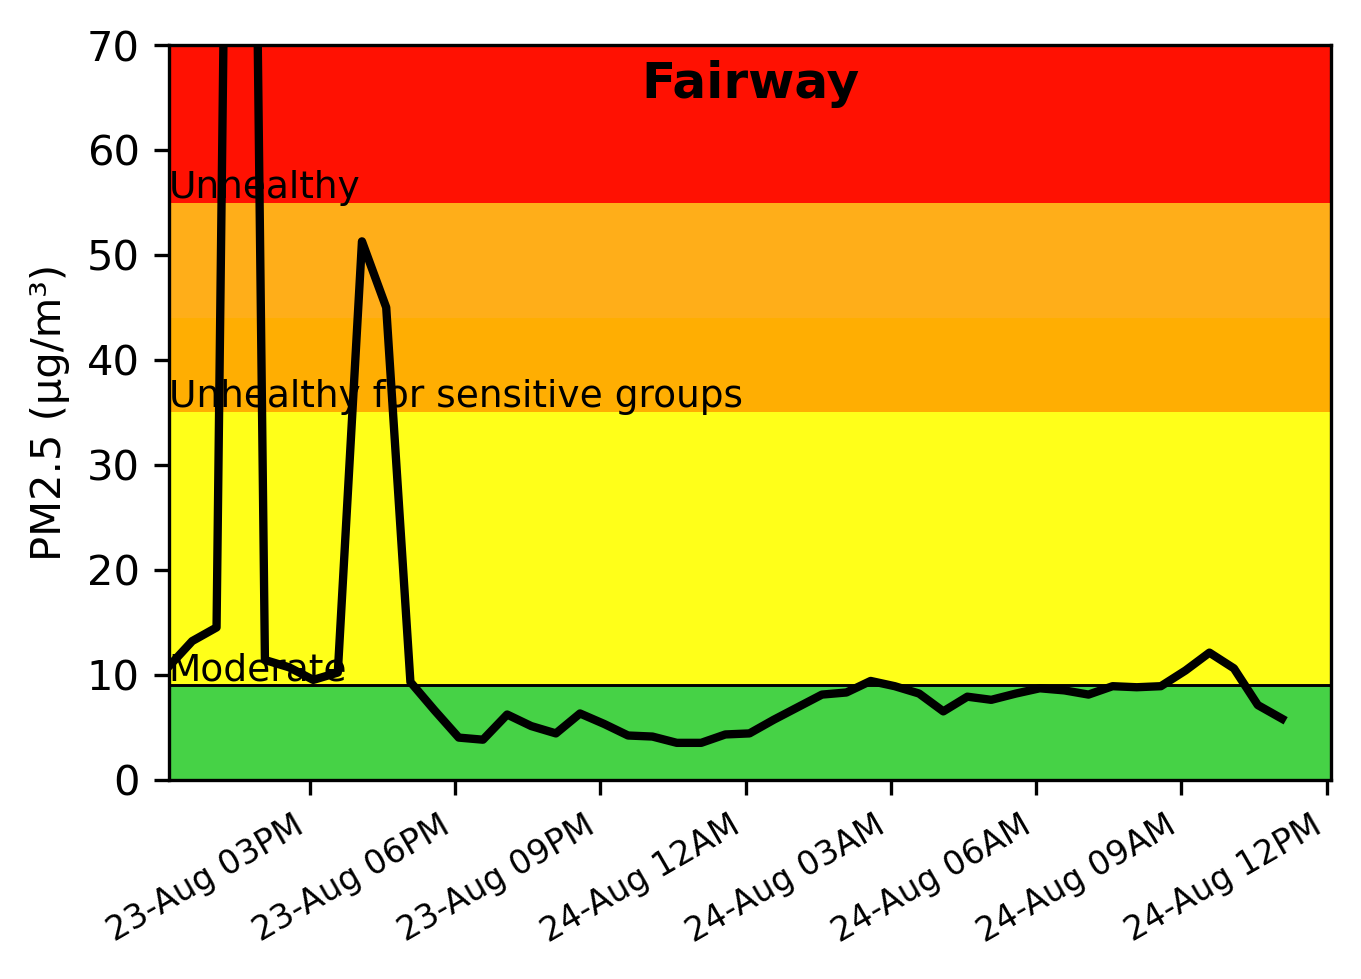 Fairway
PM2.5 (µg/m³)
70
60
50
40
30
20
10
0
Unhealthy
Unhealthy for sensitive groups
Moderate
23-Aug 03PM
23-Aug 06PM
23-Aug 09PM
24-Aug 12AM
24-Aug 03AM
24-Aug 06AM
24-Aug 09AM
24-Aug 12PM